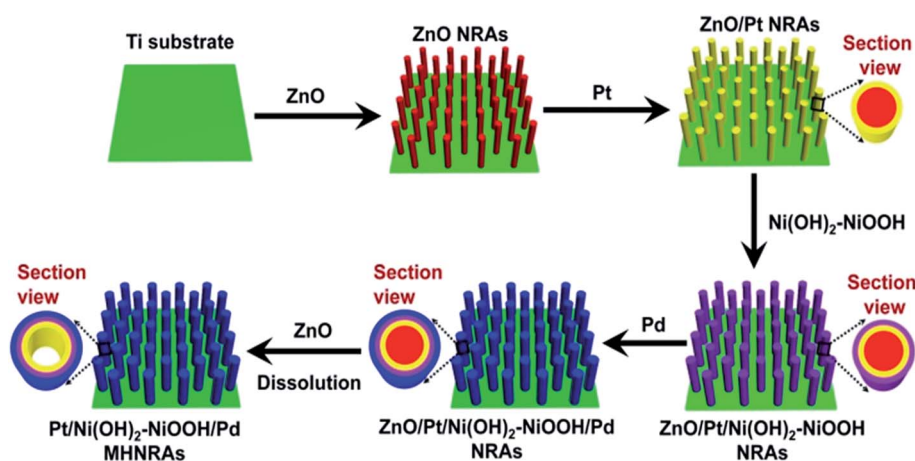 Ti substrate
ZnO
ZnO NRAs
Pt
ZnO/Pt NRAs
Section
view
Ni(OH)₂-NiOOH
Section
view
ZnO/Pt/Ni(OH)₂-NiOOH
NRAs
Pd
Section
view
ZnO/Pt/Ni(OH)₂-NiOOH/Pd
NRAs
ZnO
Dissolution
Section
view
Pt/Ni(OH)₂-NiOOH/Pd
MHNRAs